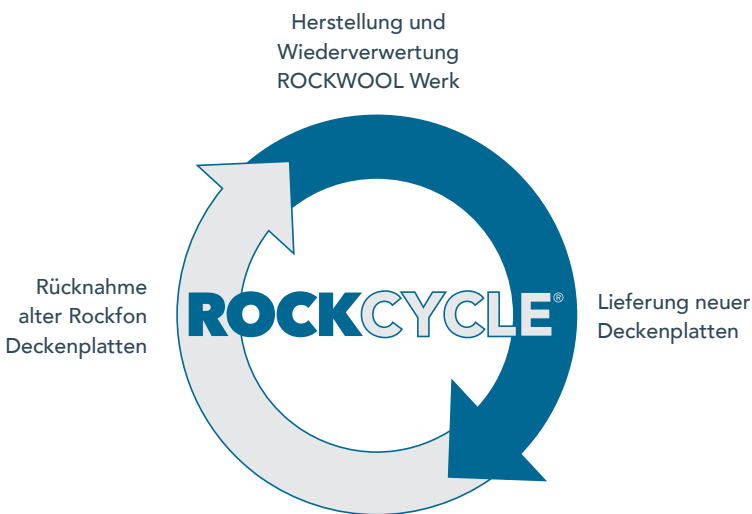 Herstellung und
Wiederverwertung
ROCKWOOL Werk
Rücknahme
alter Rockfon
Deckenplatten
ROCKCYCLE®
Lieferung neuer
Deckenplatten